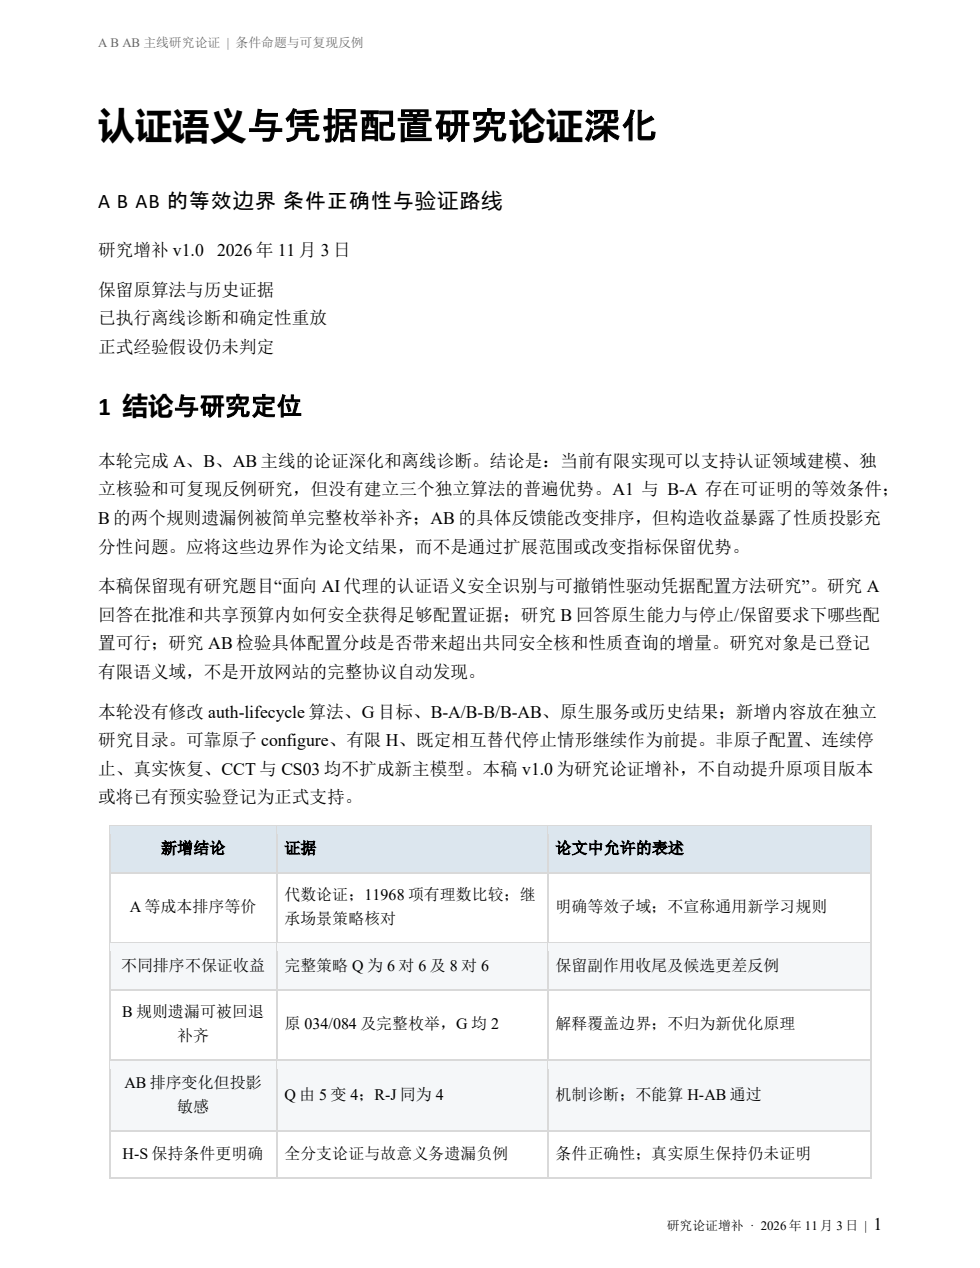 A B AB 主线研究论证 | 条件命题与可复现反例
认证语义与凭据配置研究论证深化
A B AB 的等效边界 条件正确性与验证路线
研究增补 v1.0 2026 年 11 月 3 日
保留原算法与历史证据
已执行离线诊断和确定性重放
正式经验假设仍未判定
1 结论与研究定位
本轮完成 A、B、AB 主线的论证深化和离线诊断。结论是：当前有限实现可以支持认证领域建模、独
立核验和可复现反例研究，但没有建立三个独立算法的普遍优势。A1 与 B-A 存在可证明的等效条件；
B 的两个规则遗漏例被简单完整枚举补齐；AB 的具体反馈能改变排序，但构造收益暴露了性质投影充
分性问题。应将这些边界作为论文结果，而不是通过扩展范围或改变指标保留优势。
本稿保留现有研究题目“面向 AI 代理的认证语义安全识别与可撤销性驱动凭据配置方法研究”。研究 A
回答在批准和共享预算内如何安全获得足够配置证据；研究 B 回答原生能力与停止/保留要求下哪些配
置可行；研究 AB 检验具体配置分歧是否带来超出共同安全核和性质查询的增量。研究对象是已登记
有限语义域，不是开放网站的完整协议自动发现。
本轮没有修改 auth-lifecycle 算法、G 目标、B-A/B-B/B-AB、原生服务或历史结果；新增内容放在独立
研究目录。可靠原子 configure、有限 H、既定相互替代停止情形继续作为前提。非原子配置、连续停
止、真实恢复、CCT 与 CS03 均不扩成新主模型。本稿 v1.0 为研究论证增补，不自动提升原项目版本
或将已有预实验登记为正式支持。
新增结论 证据 论文中允许的表述
A 等成本排序等价 代数论证；11968 项有理数比较；继 明确等效子域；不宣称通用新学习规则
承场景策略核对
不同排序不保证收益 完整策略 Q 为 6 对 6 及 8 对 6 保留副作用收尾及候选更差反例
B 规则遗漏可被回退 原 034/084 及完整枚举，G 均 2 解释覆盖边界；不归为新优化原理
补齐
AB 排序变化但投影 Q 由 5 变 4；R-J 同为 4 机制诊断；不能算 H-AB 通过
敏感
H-S 保持条件更明确 全分支论证与故意义务遗漏负例 条件正确性；真实原生保持仍未证明
研究论证增补 · 2026 年 11 月 3 日 | 1